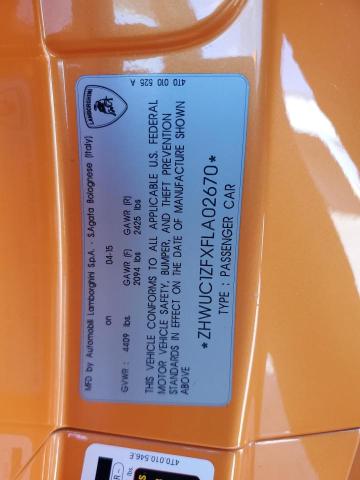 4T0 010 525 A
LAMBORGHINI
MFD by Automobili Lamborghini S.p.A. - S.Agata Bolognese (Italy)
04-15
GVWR : 4409 lbs. GAWR (F) GAWR (R)
2094 lbs 2425 lbs
THIS VEHICLE CONFORMS TO ALL APPLICABLE U.S. FEDERAL
MOTOR VEHICLE SAFETY, BUMPER, AND THEFT PREVENTION
STANDARDS IN EFFECT ON THE DATE OF MANUFACTURE SHOWN
ABOVE
*ZHWUC1ZFXFLA02670*
TYPE : PASSENGER CAR
4T0.010.546.E